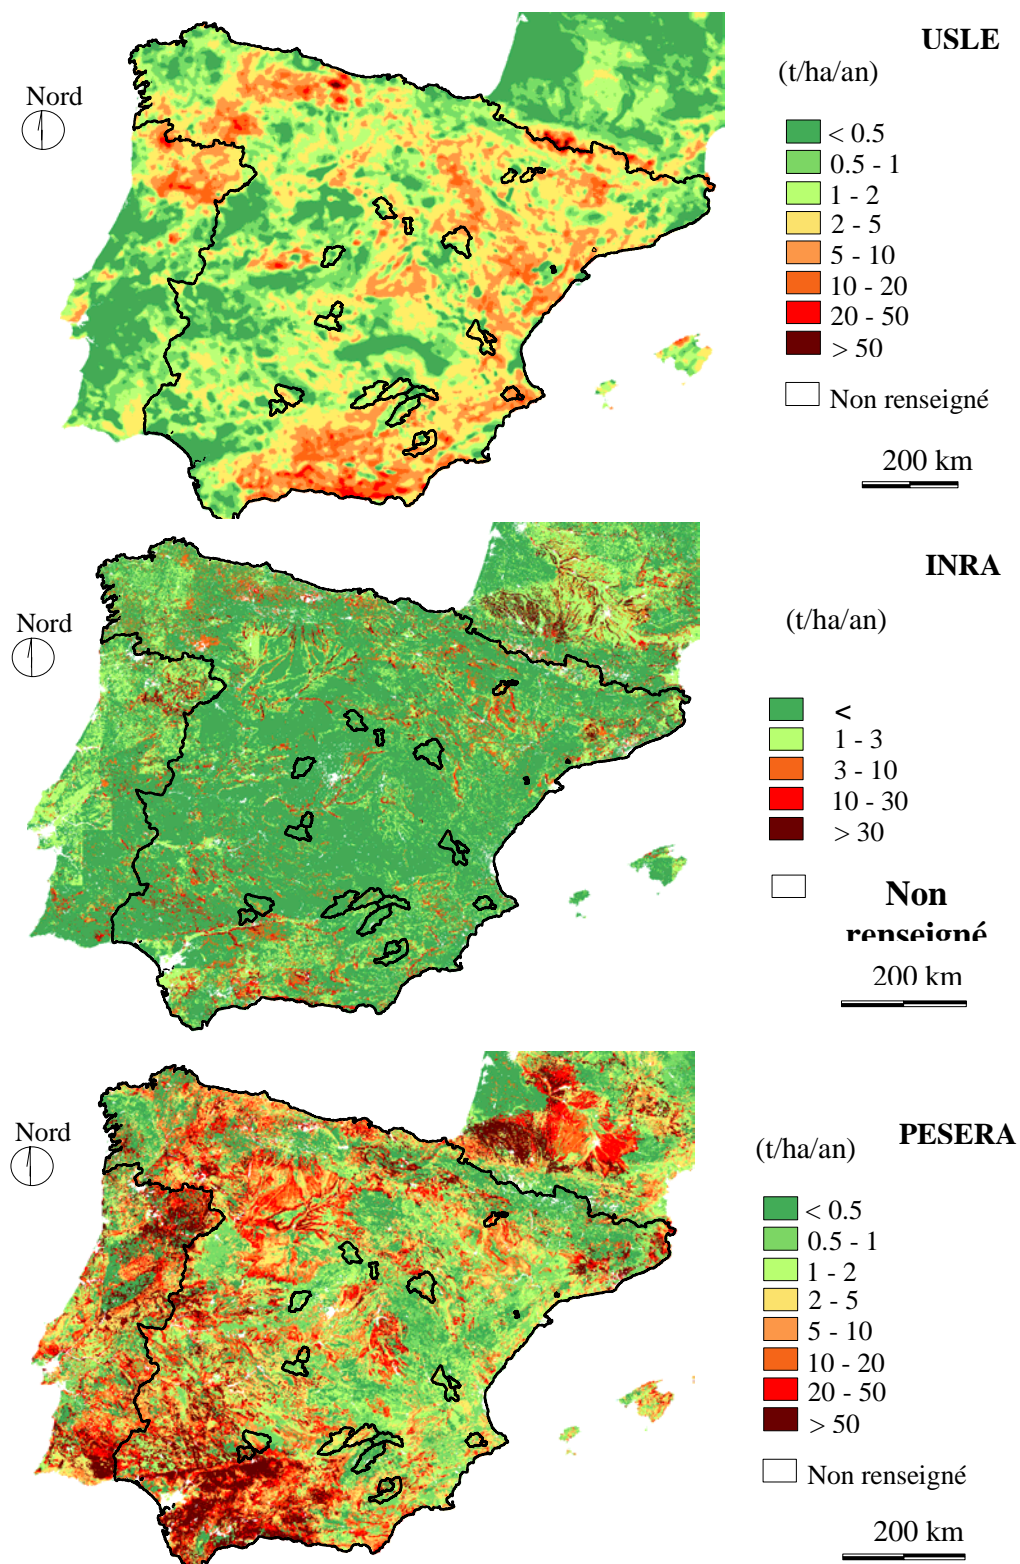 USLE
(t/ha/an)
Nord
< 0.5
0.5 - 1
1 - 2
2 - 5
5 - 10
10 - 20
20 - 50
> 50
Non renseigné
200 km
INRA
(t/ha/an)
Nord
<
1 - 3
3 - 10
10 - 30
> 30
Non
renseigné
200 km
PESERA
(t/ha/an)
Nord
< 0.5
0.5 - 1
1 - 2
2 - 5
5 - 10
10 - 20
20 - 50
> 50
Non renseigné
200 km